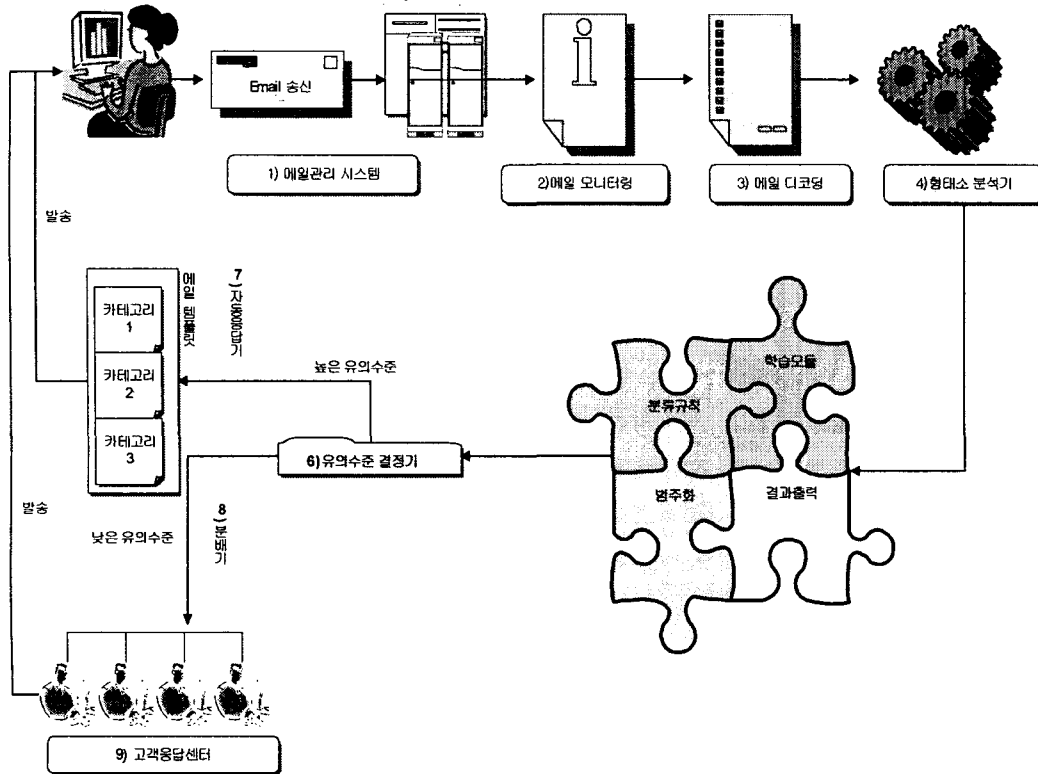 Email 송신
1) 메일관리 시스템
2)메일 모니터링
3) 메일 디코딩
4)형태소 분석기
발송
카테고리
1
카테고리
2
카테고리
3
메일 템플릿
7)자동응답기
높은 유의수준
학습모듈
분류규칙
범주화
결과출력
6)유의수준 결정기
발송
낮은 유의수준
8)분배기
9) 고객응답센터